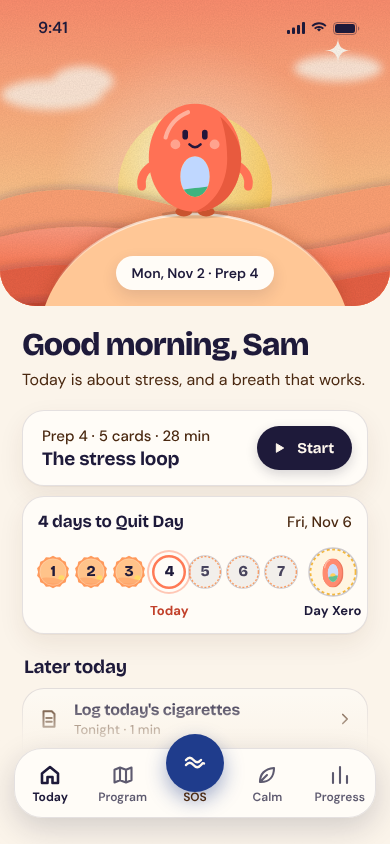 9:41
Mon, Nov 2 · Prep 4
Good morning, Sam
Today is about stress, and a breath that works.
Prep 4 · 5 cards · 28 min
The stress loop
Start
4 days to Quit Day
Fri, Nov 6
1 2 3 4 5 6 7
Today
Day Xero
Later today
Log today's cigarettes
Tonight · 1 min
Today
Program
SOS
Calm
Progress